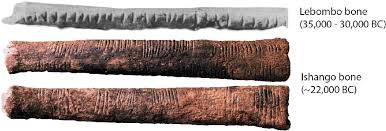 Lebombo bone
(35,000 - 30,000 BC)
Ishango bone
(~22,000 BC)